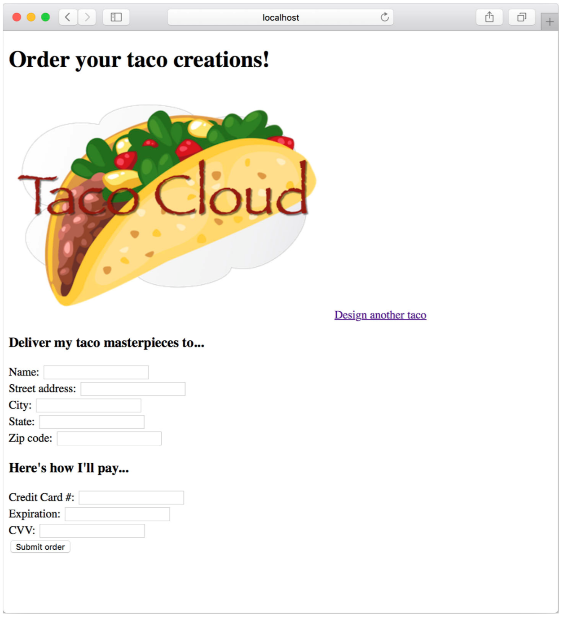 localhost
Order your taco creations!
Taco Cloud
Design another taco
Deliver my taco masterpieces to...
Name:
Street address:
City:
State:
Zip code:
Here's how I'll pay...
Credit Card #:
Expiration:
CVV:
Submit order